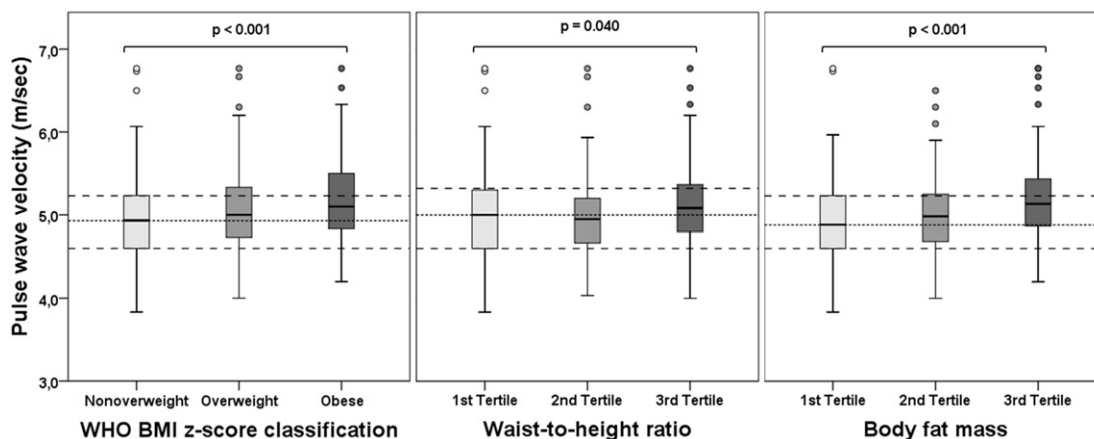 p < 0.001
p = 0.040
p < 0.001
Pulse wave velocity (m/sec)
7,0
6,0
5,0
4,0
3,0
Nonoverweight Overweight Obese
1st Tertile 2nd Tertile 3rd Tertile
1st Tertile 2nd Tertile 3rd Tertile
WHO BMI z-score classification
Waist-to-height ratio
Body fat mass